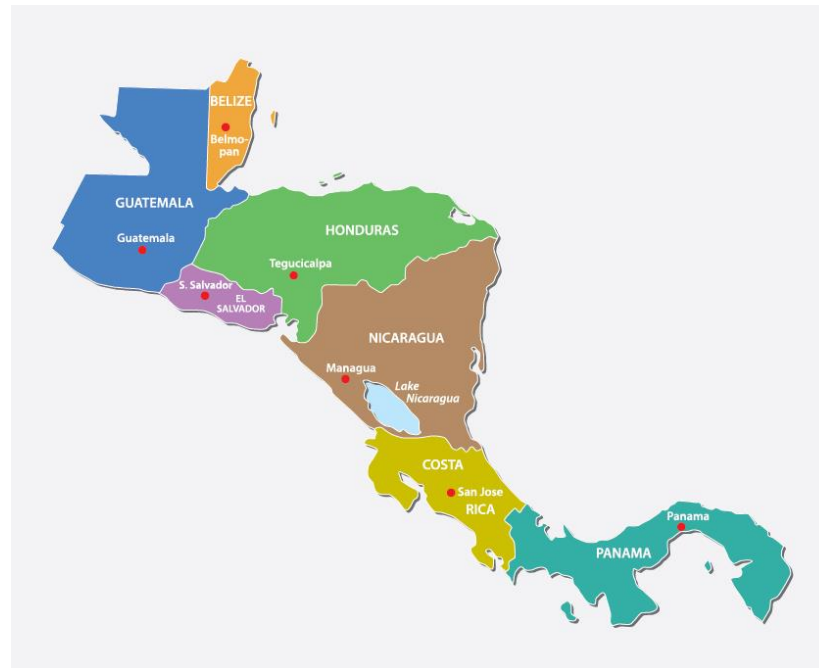 BELIZE
Belmo-
pan
GUATEMALA
Guatemala
HONDURAS
Tegucicalpa
S. Salvador
EL
SALVADOR
NICARAGUA
Managua
Lake
Nicaragua
COSTA
San Jose
RICA
Panama
PANAMA